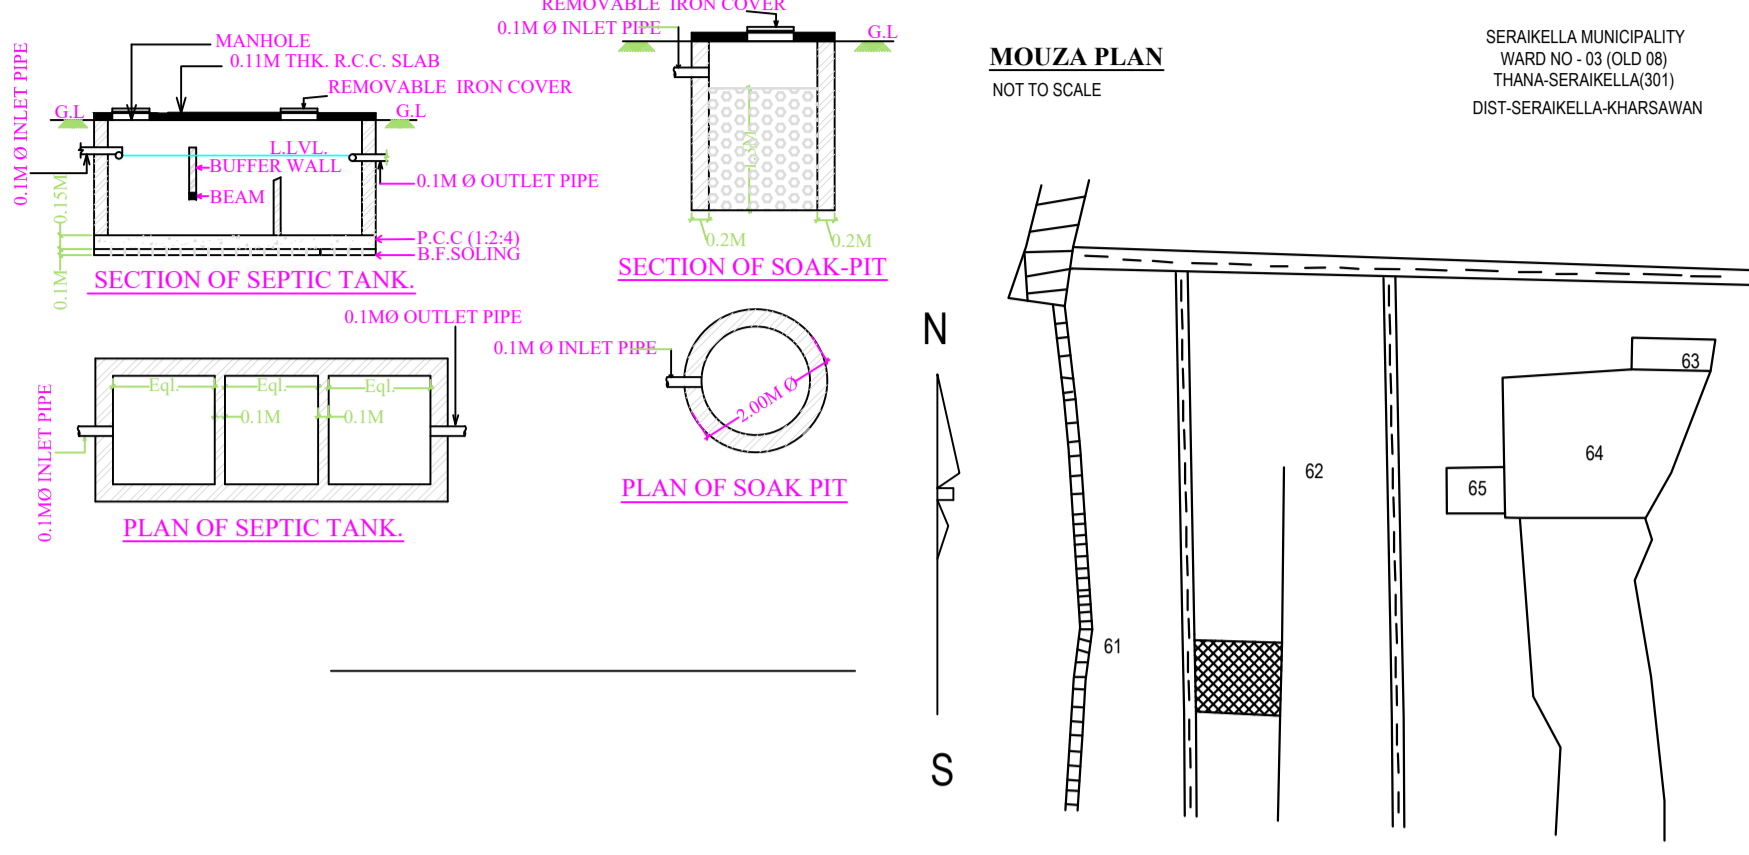 0.1M Ø INLET PIPE
MANHOLE
0.11M THK. R.C.C. SLAB
REMOVABLE IRON COVER
G.L
G.L
L.LVL.
BUFFER WALL
BEAM
0.1M Ø OUTLET PIPE
0.15M
0.1M
P.C.C (1:2:4)
B.F.SOLING
SECTION OF SEPTIC TANK.
REMOVABLE IRON COVER
0.1M Ø INLET PIPE
G.L
1.3M
0.2M
0.2M
SECTION OF SOAK-PIT
0.1MØ OUTLET PIPE
0.1MØ INLET PIPE
Eql.
Eql.
Eql.
0.1M
0.1M
PLAN OF SEPTIC TANK.
0.1M Ø INLET PIPE
2.00M Ø
PLAN OF SOAK PIT
MOUZA PLAN
NOT TO SCALE
SERAIKELLA MUNICIPALITY
WARD NO - 03 (OLD 08)
THANA-SERAIKELLA(301)
DIST-SERAIKELLA-KHARSAWAN
N
S
63
64
62
65
61